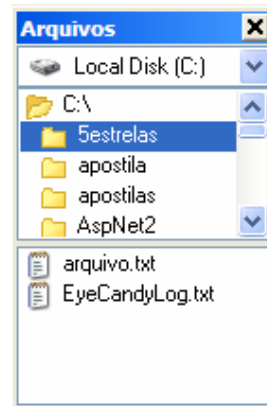 Arquivos
Local Disk (C:)
C:\
5estrelas
apostila
apostilas
AspNet2
arquivo.txt
EyeCandyLog.txt